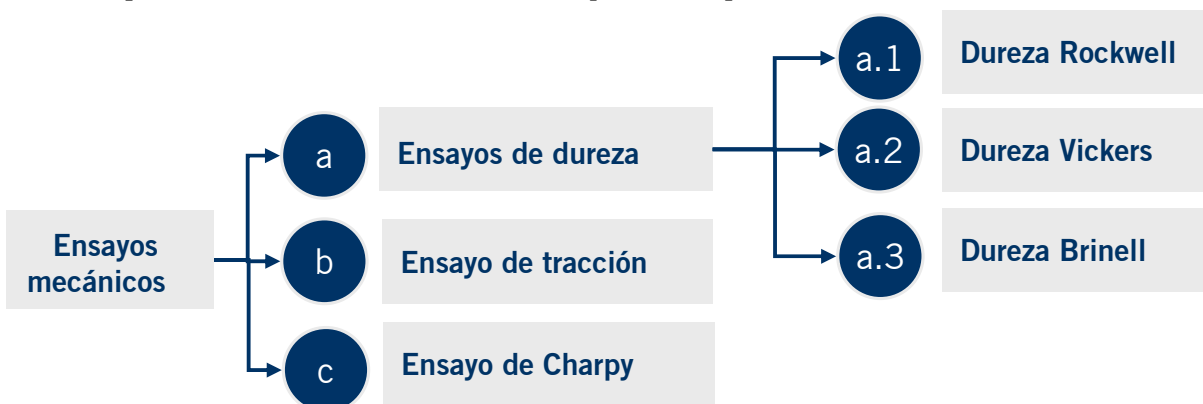 a.1
Dureza Rockwell
a
Ensayos de dureza
a.2
Dureza Vickers
Ensayos
mecánicos
b
Ensayo de tracción
a.3
Dureza Brinell
c
Ensayo de Charpy